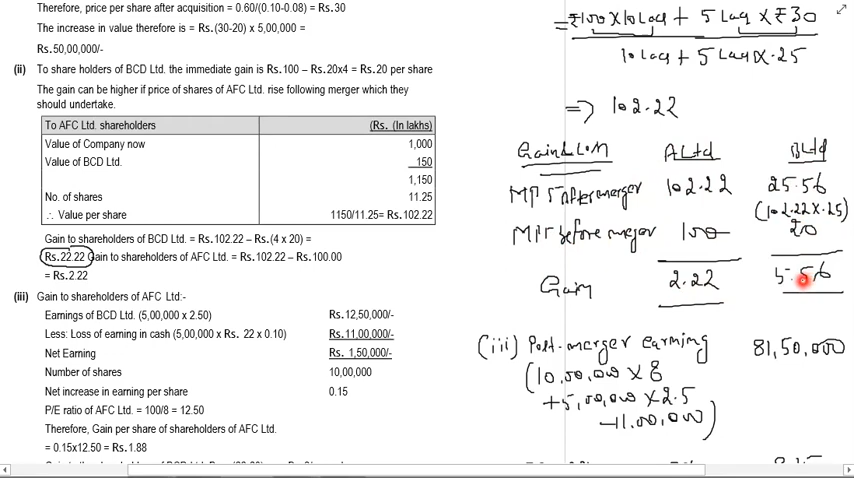 Therefore, price per share after acquisition = 0.60/(0.10-0.08) = Rs.30
The increase in value therefore is = Rs.(30-20) x 5,00,000 =
Rs.50,00,000/-
(ii) To share holders of BCD Ltd. the immediate gain is Rs.100 – Rs.20x4 = Rs.20 per share
The gain can be higher if price of shares of AFC Ltd. rise following merger which they
should undertake.
To AFC Ltd. shareholders (Rs. (In lakhs)
Value of Company now 1,000
Value of BCD Ltd. 150
1,150
No. of shares 11.25
∴ Value per share 1150/11.25= Rs.102.22
Gain to shareholders of BCD Ltd. = Rs.102.22 – Rs.(4 x 20) =
Rs.22.22 Gain to shareholders of AFC Ltd. = Rs.102.22 – Rs.100.00
= Rs.2.22
(iii) Gain to shareholders of AFC Ltd:-
Earnings of BCD Ltd. (5,00,000 x 2.50) Rs.12,50,000/-
Less: Loss of earning in cash (5,00,000 x Rs. 22 x 0.10) Rs.11,00,000/-
Net Earning Rs. 1,50,000/-
Number of shares 10,00,000
Net increase in earning per share 0.15
P/E ratio of AFC Ltd. = 100/8 = 12.50
Therefore, Gain per share of shareholders of AFC Ltd.
= 0.15x12.50 = Rs.1.88
= ₹100 X 10 Lacs + 5 Lacs X ₹30
10 Lacs + 5 Lacs X .25
=> 102.22
Gain & Loss A Ltd B Ltd
MPS after merger 102.22 25.56
(102.22 X .25)
MPS before merger 100 20
Gain 2.22 5.56
(iii) Post-merger earning 81,50,000
(10,00,000 X 8
+5,00,000 X 2.5
-11,00,000)